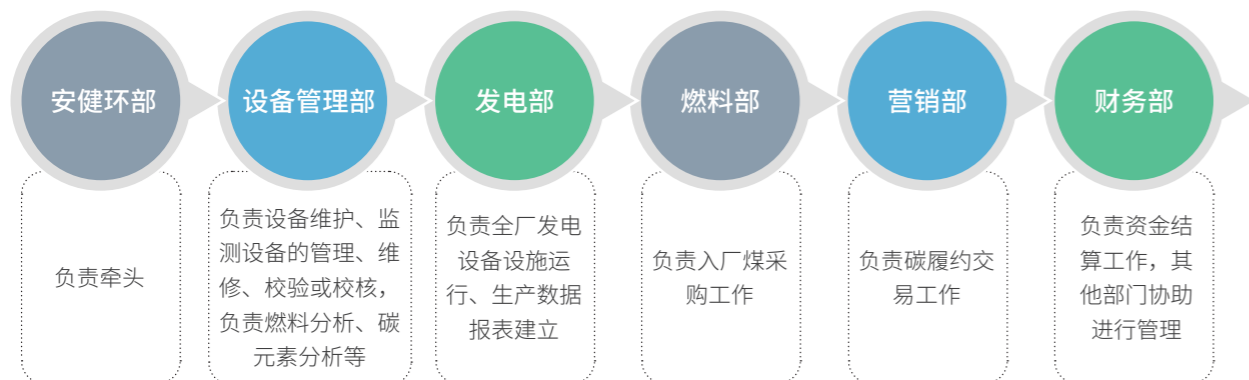 安健环部
设备管理部
发电部
燃料部
营销部
财务部
负责牵头
负责设备维护、监
测设备的管理、维
修、校验或校核，
负责燃料分析、碳
元素分析等
负责全厂发电
设备设施运
行、生产数据
报表建立
负责入厂煤采
购工作
负责碳履约交
易工作
负责资金结
算工作，其
他部门协助
进行管理